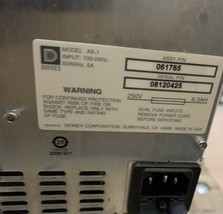 D
DIONEX
MODEL AS-1
INPUT: 100-240V~
50/60Hz, 6A
ASSY P/N
061785
SERIAL P/N
08120425
WARNING
FOR CONTINUED PROTECTION
AGAINST RISK OF FIRE OR
SHOCK, REPLACE ONLY WITH
SAME TYPE AND RATING
OF FUSE.
250V
6.3AH
DUAL FUSE INPUTS
REMOVE POWER CORD
BEFORE SERVICING
DIONEX CORPORATION, SUNNYVALE, CA 94086 MADE IN USA